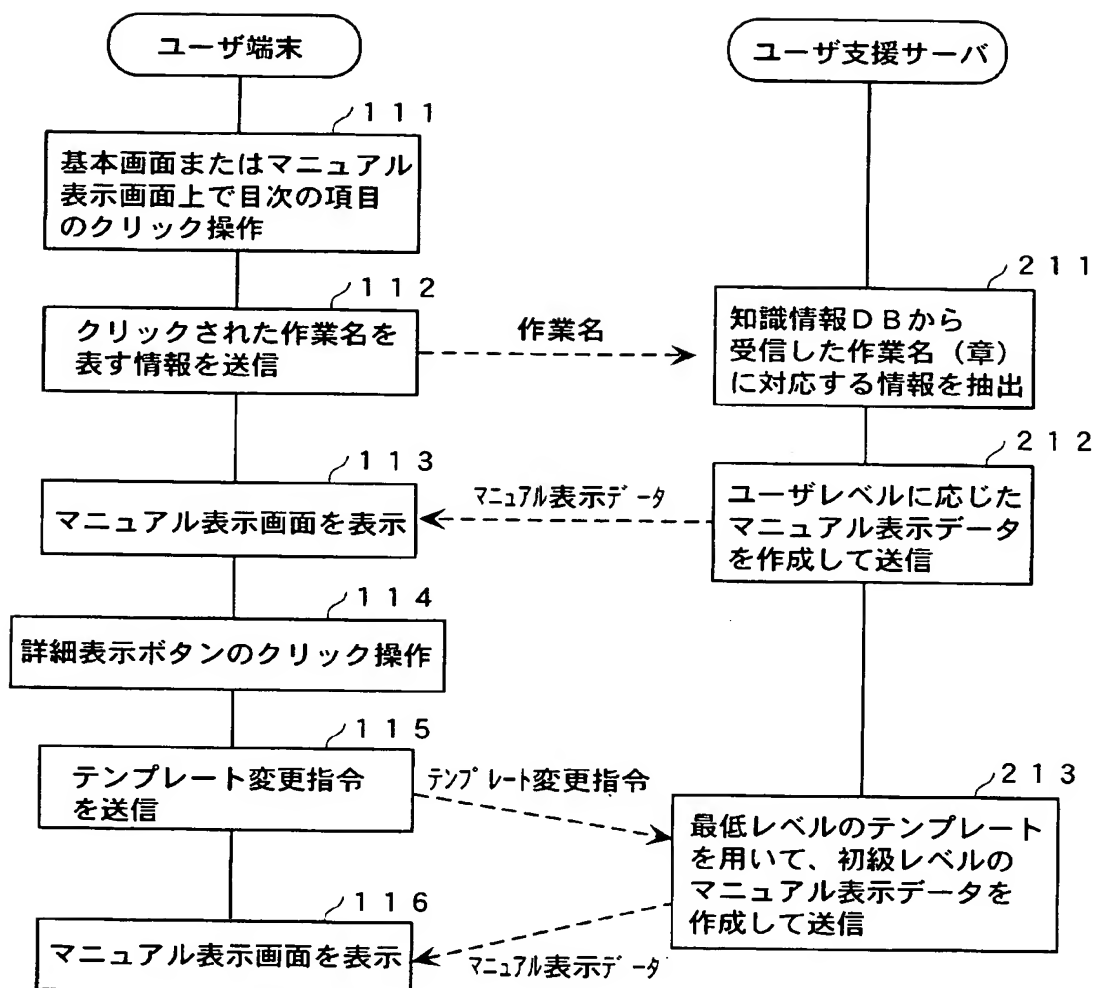 ユーザ端末
ユーザ支援サーバ
111
基本画面またはマニュアル
表示画面上で目次の項目
のクリック操作
112
クリックされた作業名を
表す情報を送信
作業名
211
知識情報DBから
受信した作業名（章）
に対応する情報を抽出
212
ユーザレベルに応じた
マニュアル表示データ
を作成して送信
マニュアル表示データ
113
マニュアル表示画面を表示
114
詳細表示ボタンのクリック操作
115
テンプレート変更指令
を送信
テンプレート変更指令
213
最低レベルのテンプレート
を用いて、初級レベルの
マニュアル表示データを
作成して送信
116
マニュアル表示画面を表示
マニュアル表示データ